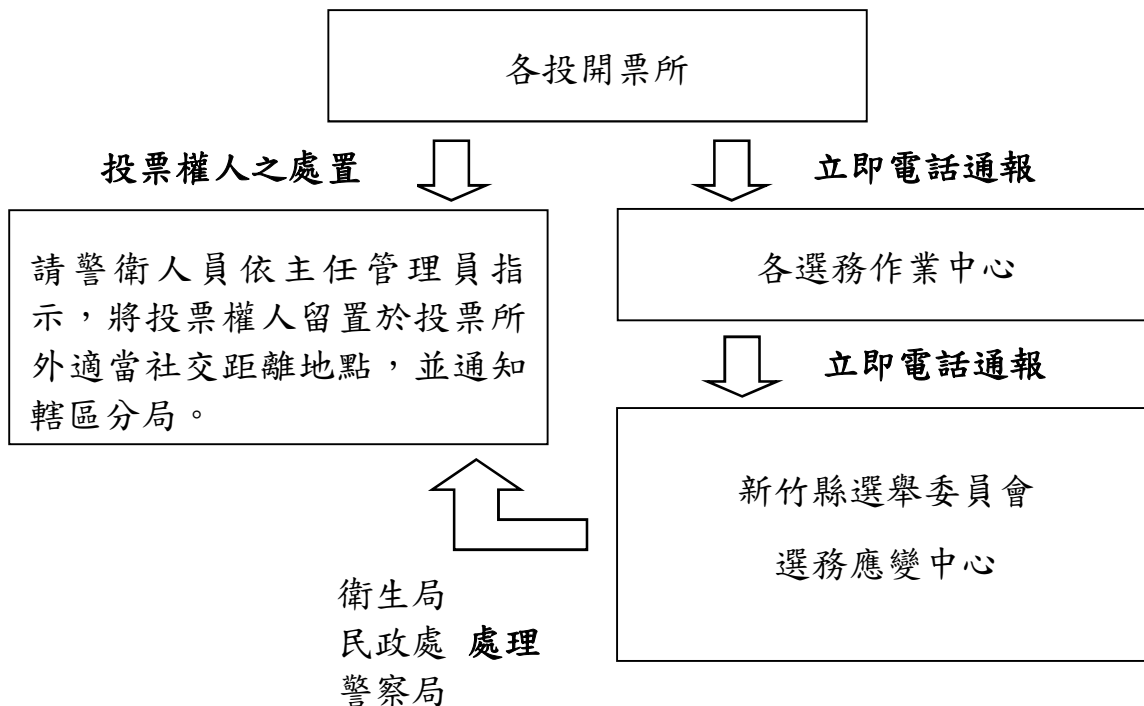 各投開票所
投票權人之處置
立即電話通報
請警衛人員依主任管理員指
示，將投票權人留置於投票所
外適當社交距離地點，並通知
轄區分局。
各選務作業中心
立即電話通報
新竹縣選舉委員會
選務應變中心
衛生局
民政處 處理
警察局